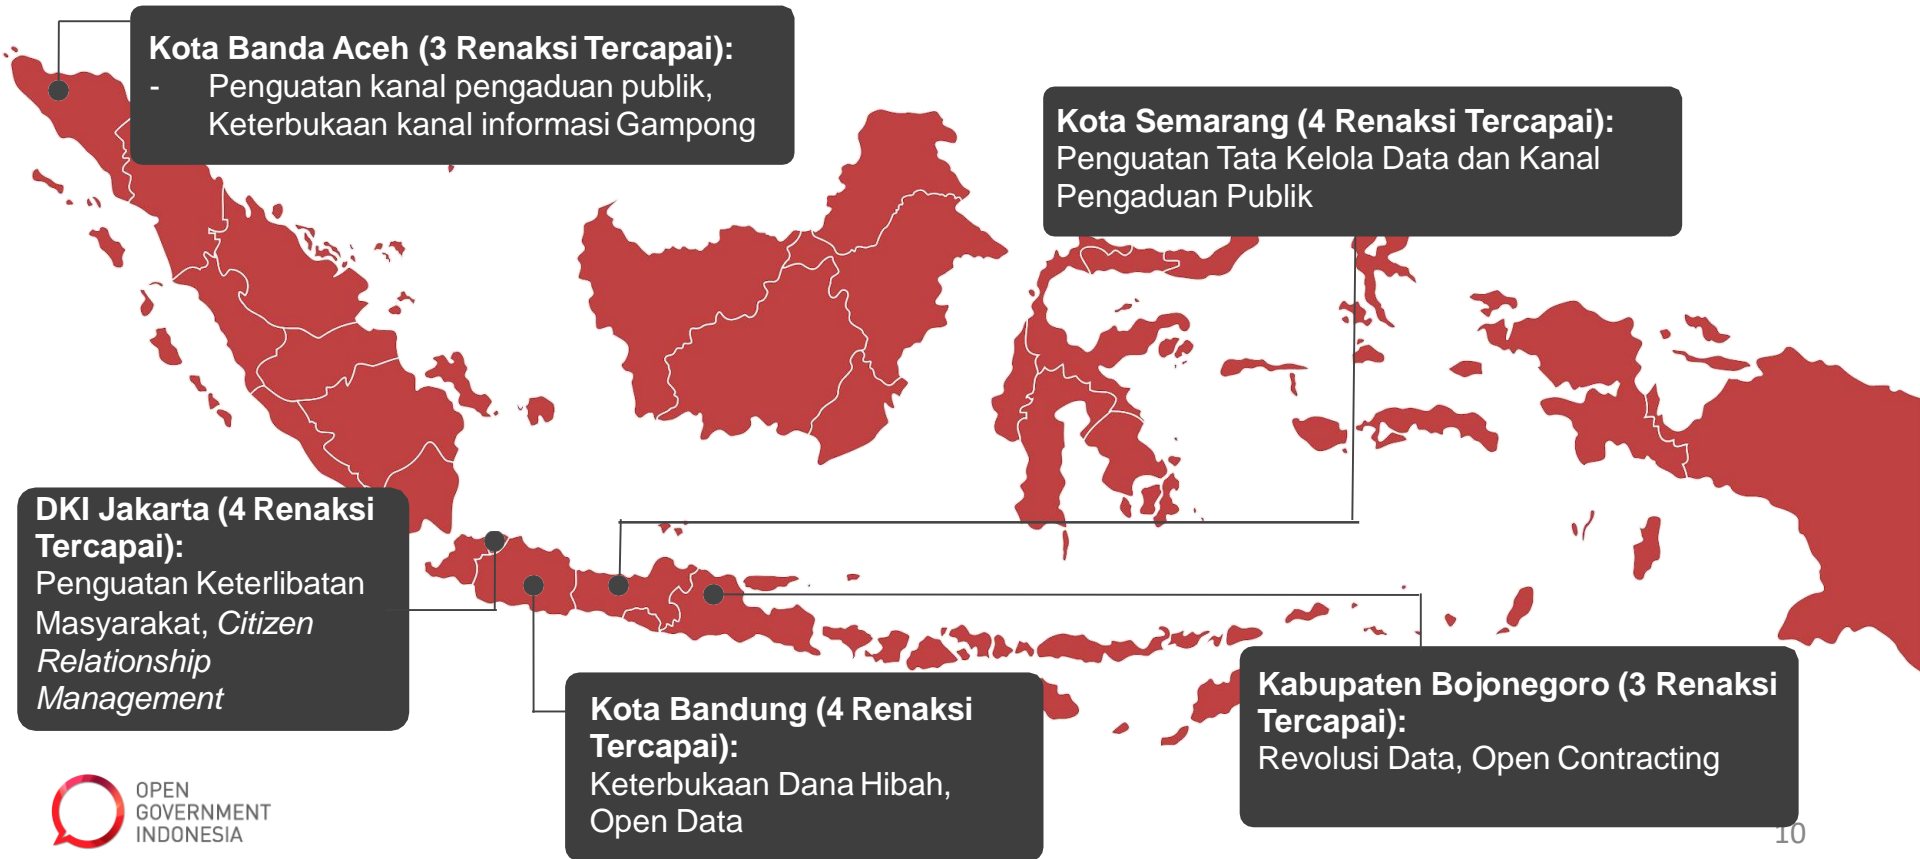 Kota Banda Aceh (3 Renaksi Tercapai):
- Penguatan kanal pengaduan publik,
Keterbukaan kanal informasi Gampong
Kota Semarang (4 Renaksi Tercapai):
Penguatan Tata Kelola Data dan Kanal
Pengaduan Publik
DKI Jakarta (4 Renaksi
Tercapai):
Penguatan Keterlibatan
Masyarakat, Citizen
Relationship
Management
Kota Bandung (4 Renaksi
Tercapai):
Keterbukaan Dana Hibah,
Open Data
Kabupaten Bojonegoro (3 Renaksi
Tercapai):
Revolusi Data, Open Contracting
OPEN
GOVERNMENT
INDONESIA
10